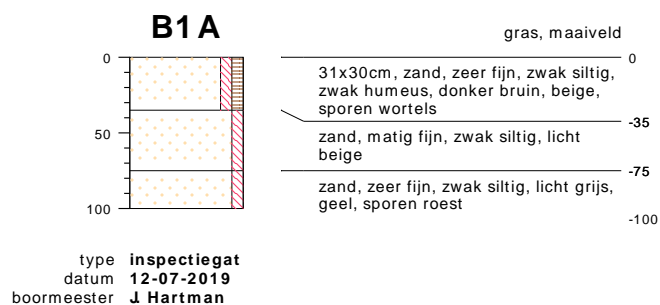 B1A
gras, maaiveld
0
0
31x30cm, zand, zeer fijn, zwak siltig,
zwak humeus, donker bruin, beige,
sporen wortels
-35
50
zand, matig fijn, zwak siltig, licht
beige
-75
zand, zeer fijn, zwak siltig, licht grijs,
geel, sporen roest
100
-100
type inspectiegat
datum 12-07-2019
boormeester J. Hartman